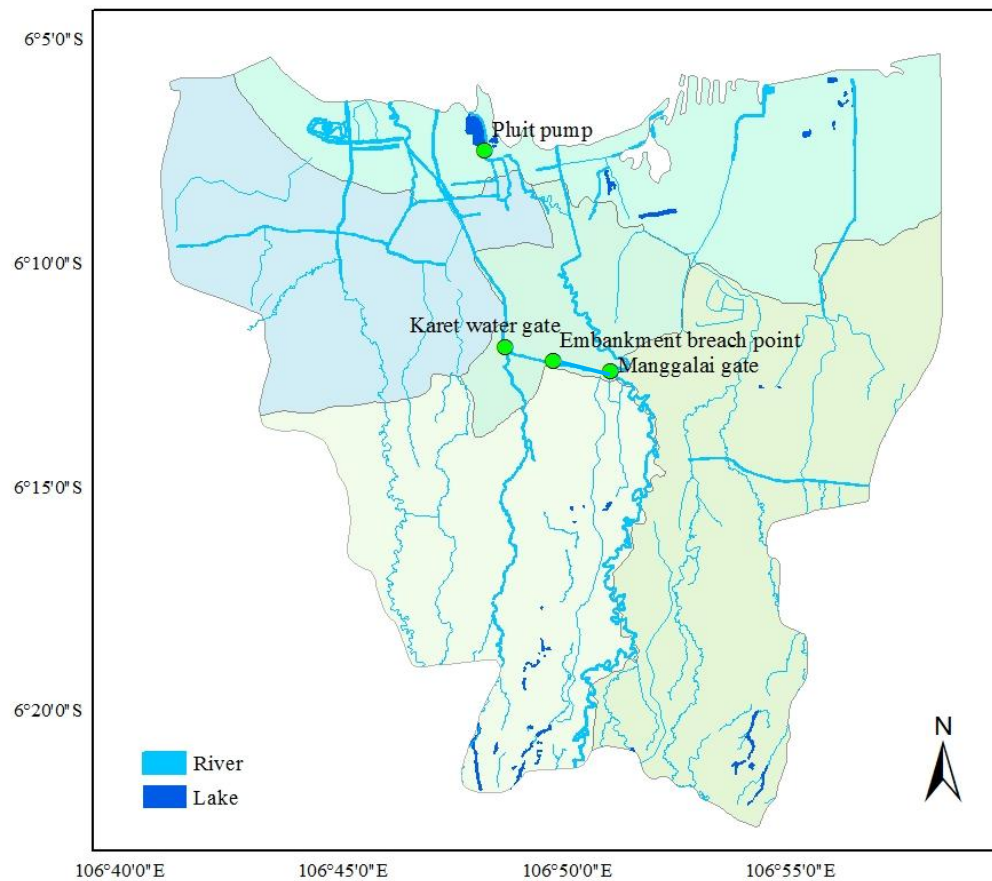 6°5'0"S
Pluit pump
6°10'0"S
Karet water gate
Embankment breach point
Manggalai gate
6°15'0"S
6°20'0"S
N
River
Lake
106°40'0"E
106°45'0"E
106°50'0"E
106°55'0"E